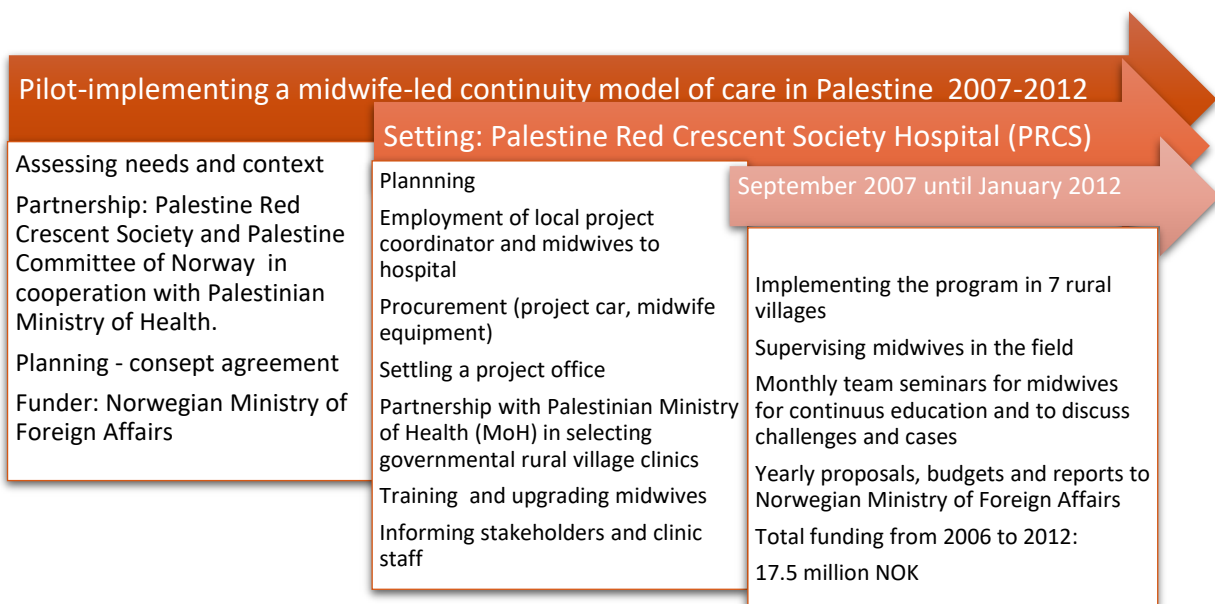 Pilot-implementing a midwife-led continuity model of care in Palestine 2007-2012
Setting: Palestine Red Crescent Society Hospital (PRCS)
September 2007 until January 2012
Assessing needs and context
Partnership: Palestine Red
Crescent Society and Palestine
Committee of Norway in
cooperation with Palestinian
Ministry of Health.
Planning - consept agreement
Funder: Norwegian Ministry of
Foreign Affairs
Plannning
Employment of local project
coordinator and midwives to
hospital
Procurement (project car, midwife
equipment)
Settling a project office
Partnership with Palestinian Ministry
of Health (MoH) in selecting
governmental rural village clinics
Training and upgrading midwives
Informing stakeholders and clinic
staff
Implementing the program in 7 rural
villages
Supervising midwives in the field
Monthly team seminars for midwives
for continuus education and to discuss
challenges and cases
Yearly proposals, budgets and reports to
Norwegian Ministry of Foreign Affairs
Total funding from 2006 to 2012:
17.5 million NOK